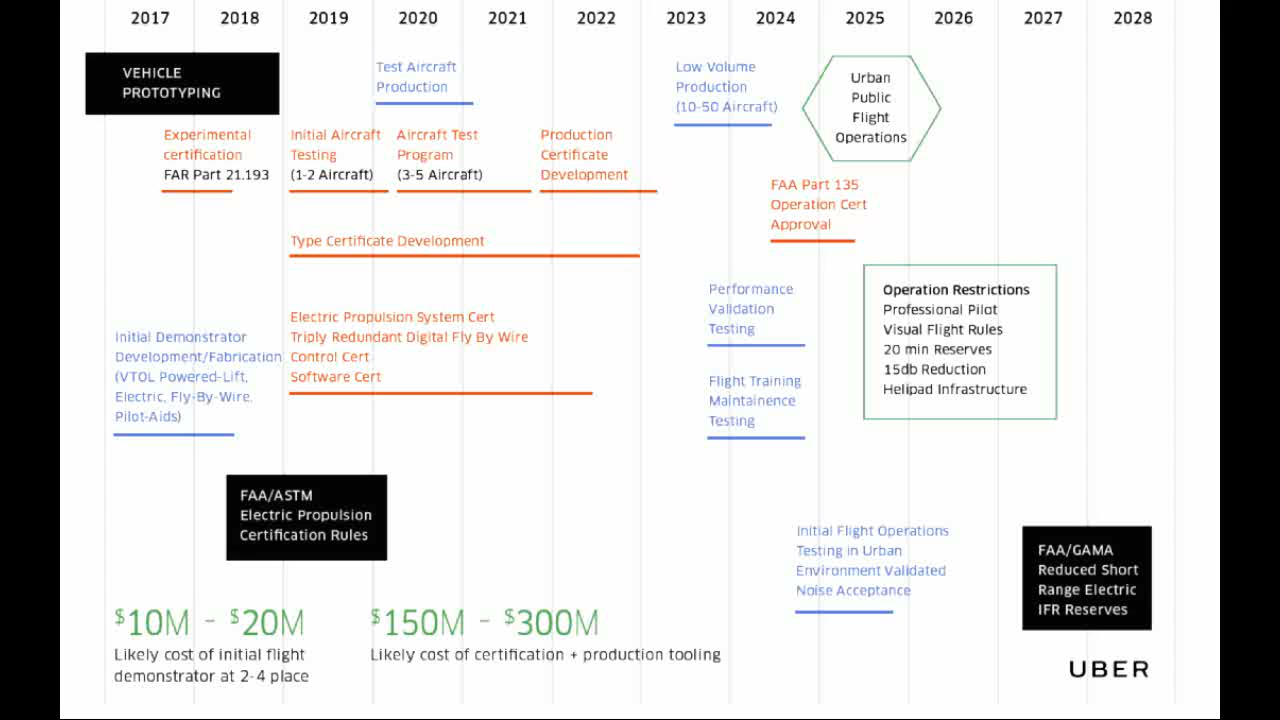 2017 2018 2019 2020 2021 2022 2023 2024 2025 2026 2027 2028
VEHICLE
PROTOTYPING
Test Aircraft
Production
Low Volume
Production
(10-50 Aircraft)
Urban
Public
Flight
Operations
Experimental
certification
FAR Part 21.193
Initial Aircraft
Testing
(1-2 Aircraft)
Aircraft Test
Program
(3-5 Aircraft)
Production
Certificate
Development
FAA Part 135
Operation Cert
Approval
Type Certificate Development
Performance
Validation
Testing
Operation Restrictions
Professional Pilot
Visual Flight Rules
20 min Reserves
15db Reduction
Helipad Infrastructure
Initial Demonstrator
Development/Fabrication
(VTOL Powered-Lift,
Electric, Fly-By-Wire,
Pilot-Aids)
Electric Propulsion System Cert
Triply Redundant Digital Fly By Wire
Control Cert
Software Cert
Flight Training
Maintainence
Testing
FAA/ASTM
Electric Propulsion
Certification Rules
Initial Flight Operations
Testing in Urban
Environment Validated
Noise Acceptance
FAA/GAMA
Reduced Short
Range Electric
IFR Reserves
$10M - $20M
Likely cost of initial flight
demonstrator at 2-4 place
$150M - $300M
Likely cost of certification + production tooling
UBER